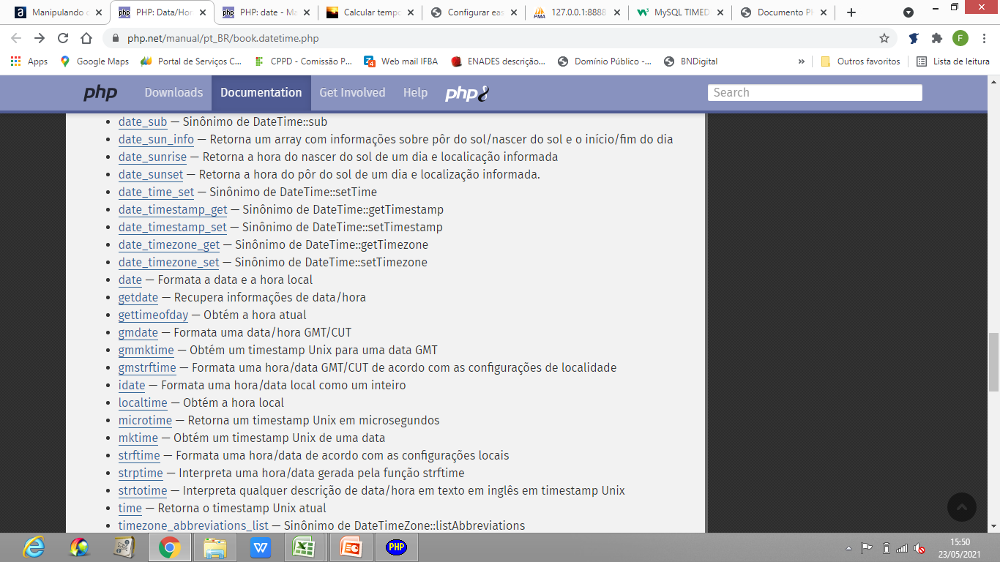 Manipulando d
PHP: Data/Hor
PHP: date - Ma
Calcular tempo
Configurar eas
127.0.0.1:8888
MySQL TIMED
Documento PH
php.net/manual/pt_BR/book.datetime.php
F
Apps
Google Maps
Portal de Serviços C...
CPPD - Comissão P...
Web mail IFBA
ENADES descrição...
Domínio Público -...
BNDigital
»
Outros favoritos
Lista de leitura
php
Downloads
Documentation
Get Involved
Help
php8
Search
date_sub — Sinônimo de DateTime::sub
date_sun_info — Retorna um array com informações sobre pôr do sol/nascer do sol e o início/fim do dia
date_sunrise — Retorna a hora do nascer do sol de um dia e localicação informada
date_sunset — Retorna a hora do pôr do sol de um dia e localização informada.
date_time_set — Sinônimo de DateTime::setTime
date_timestamp_get — Sinônimo de DateTime::getTimestamp
date_timestamp_set — Sinônimo de DateTime::setTimestamp
date_timezone_get — Sinônimo de DateTime::getTimezone
date_timezone_set — Sinônimo de DateTime::setTimezone
date — Formata a data e a hora local
getdate — Recupera informações de data/hora
gettimeofday — Obtém a hora atual
gmdate — Formata uma data/hora GMT/CUT
gmmktime — Obtém um timestamp Unix para uma data GMT
gmstrftime — Formata uma hora/data GMT/CUT de acordo com as configurações de localidade
idate — Formata uma hora/data local como um inteiro
localtime — Obtém a hora local
microtime — Retorna um timestamp Unix em microsegundos
mktime — Obtém um timestamp Unix de uma data
strftime — Formata uma hora/data de acordo com as configurações locais
strptime — Interpreta uma hora/data gerada pela função strftime
strtotime — Interpreta qualquer descrição de data/hora em texto em inglês em timestamp Unix
time — Retorna o timestamp Unix atual
timezone_abbreviations_list — Sinônimo de DateTimeZone::listAbbreviations
PHP
15:50
23/05/2021